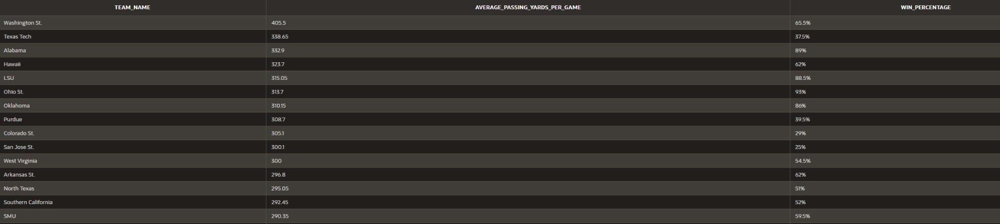 TEAM_NAME AVERAGE_PASSING_YARDS_PER_GAME WIN_PERCENTAGE
Washington St. 405.5 65.5%
Texas Tech 338.65 37.5%
Alabama 332.9 89%
Hawaii 323.7 62%
LSU 315.05 88.5%
Ohio St. 313.7 93%
Oklahoma 310.15 86%
Purdue 308.7 39.5%
Colorado St. 305.1 29%
San Jose St. 300.1 25%
West Virginia 300 54.5%
Arkansas St. 296.8 62%
North Texas 295.05 51%
Southern California 292.45 52%
SMU 290.35 59.5%